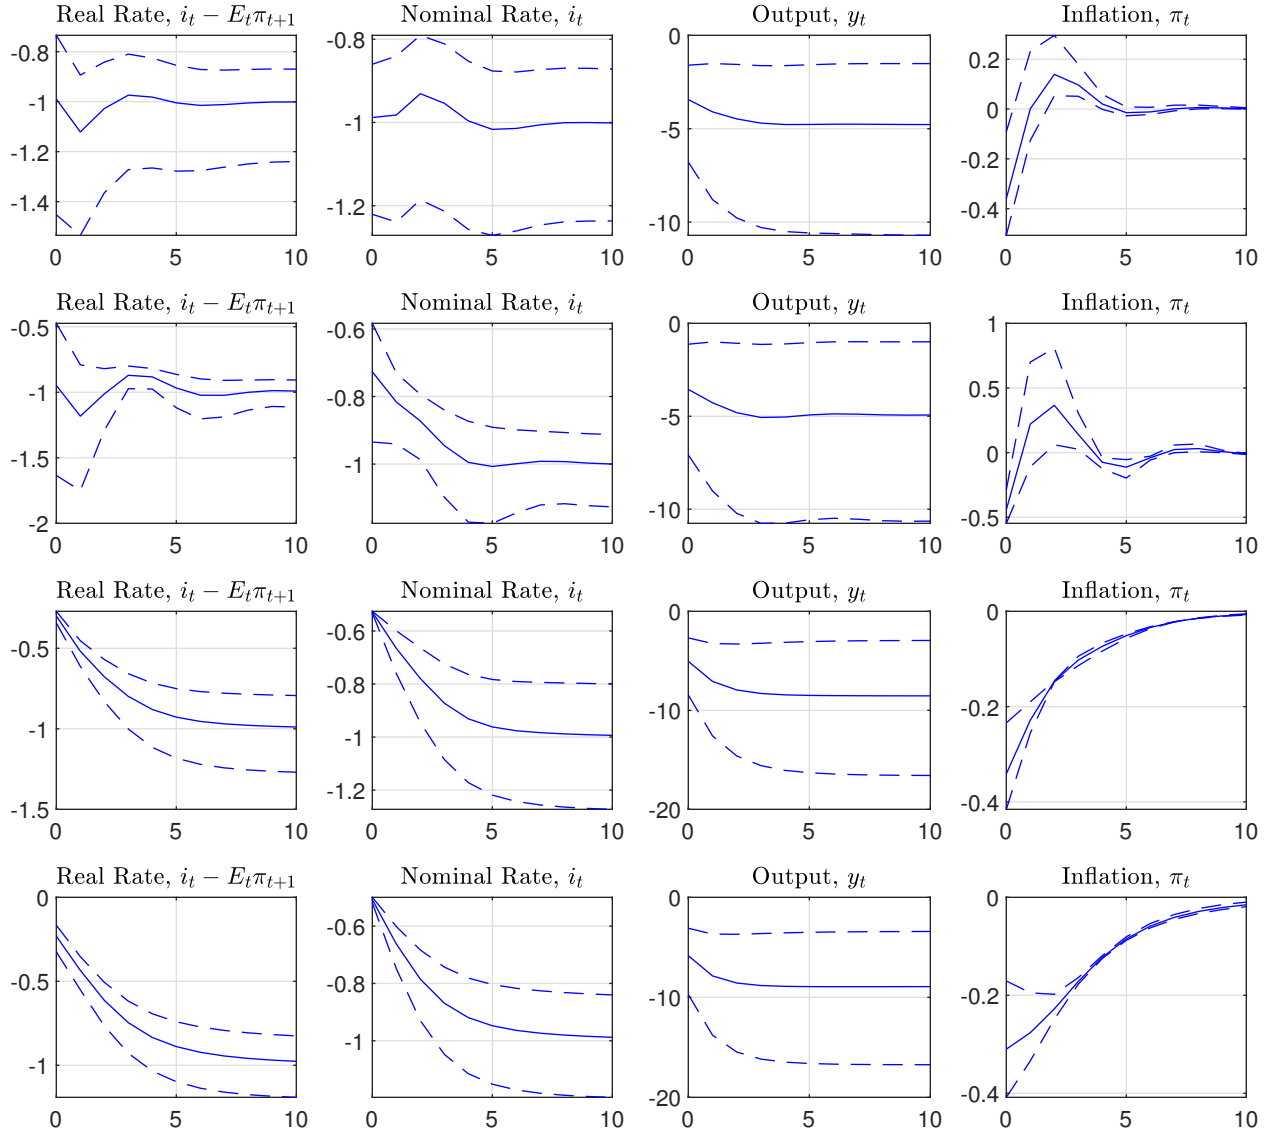 Real Rate, i_t − E_tπ_{t+1} Nominal Rate, i_t Output, y_t Inflation, π_t
-0.8 -0.8 0 0.2
-1 -1 -5 0
-1.2 -1.2 -10 -0.2
-1.4 -0.4
0 5 10 0 5 10 0 5 10 0 5 10
Real Rate, i_t − E_tπ_{t+1} Nominal Rate, i_t Output, y_t Inflation, π_t
-0.5 -0.6 0 1
-1 -0.8 -5 0.5
-1.5 -1 -10 0
-2 -0.5
0 5 10 0 5 10 0 5 10 0 5 10
Real Rate, i_t − E_tπ_{t+1} Nominal Rate, i_t Output, y_t Inflation, π_t
-0.5 -0.6 0 0
-1 -0.8 -10 -0.2
-1.5 -1 -20 -0.4
-1.2
0 5 10 0 5 10 0 5 10 0 5 10
Real Rate, i_t − E_tπ_{t+1} Nominal Rate, i_t Output, y_t Inflation, π_t
0 -0.6 0 0
-0.5 -0.8 -10 -0.2
-1 -1 -20 -0.4
0 5 10 0 5 10 0 5 10 0 5 10